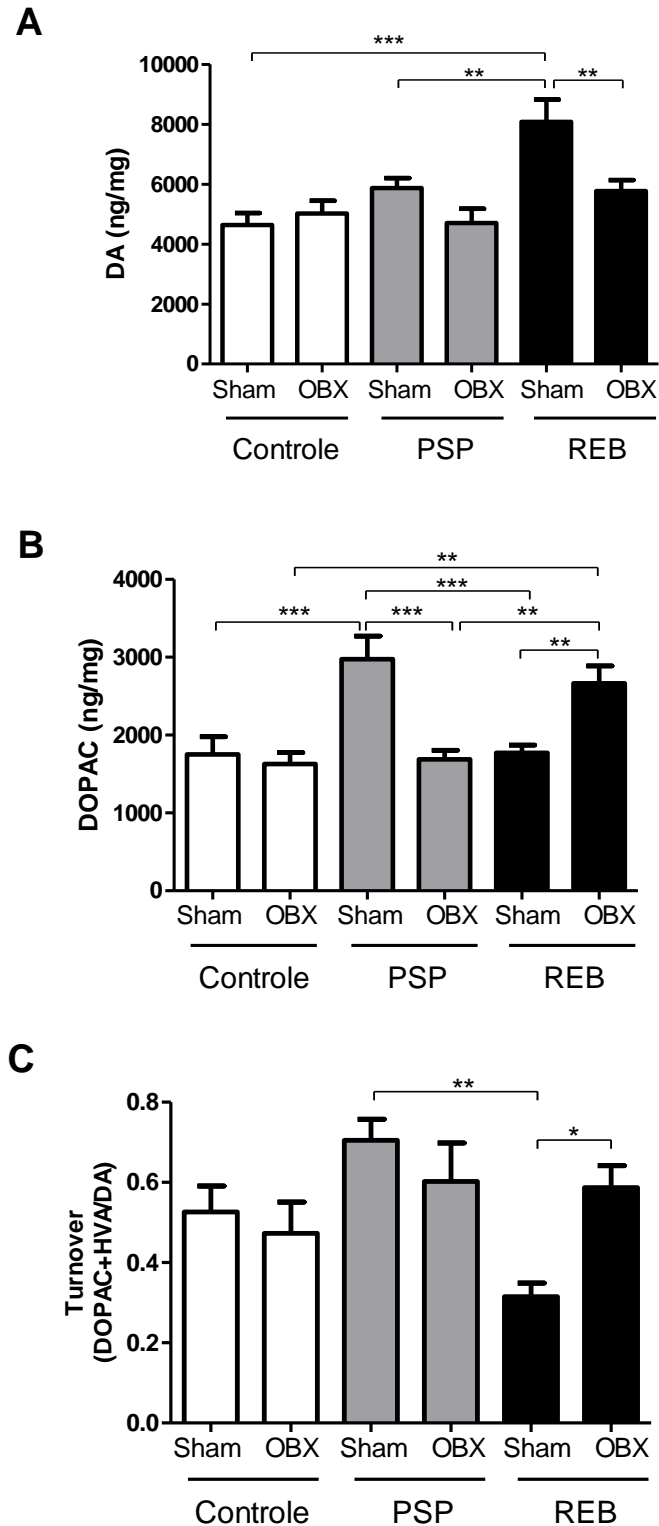 A
***
**
**
10000
8000
6000
4000
2000
0
DA (ng/mg)
Sham OBX Sham OBX Sham OBX
Controle PSP REB
B
**
***
***
***
**
**
4000
3000
2000
1000
0
DOPAC (ng/mg)
Sham OBX Sham OBX Sham OBX
Controle PSP REB
C
**
*
0.8
0.6
0.4
0.2
0.0
Turnover
(DOPAC+HVA/DA)
Sham OBX Sham OBX Sham OBX
Controle PSP REB